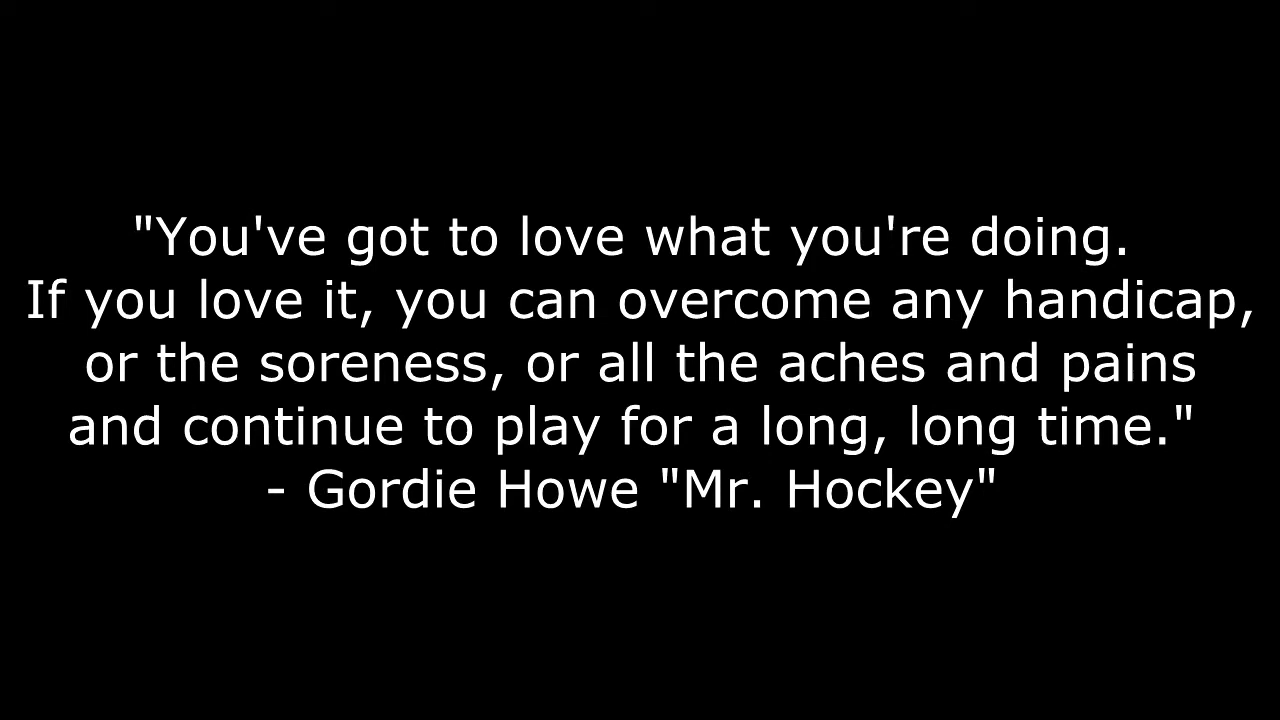 "You've got to love what you're doing.
If you love it, you can overcome any handicap,
or the soreness, or all the aches and pains
and continue to play for a long, long time."
- Gordie Howe "Mr. Hockey"